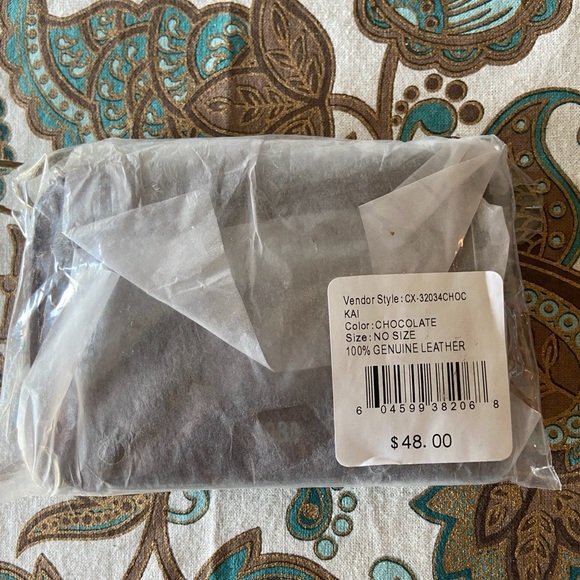 Vendor Style: CX-32034CHOC
KAI
Color: CHOCOLATE
Size: NO SIZE
100% GENUINE LEATHER
6 04599 38206 8
$48.00